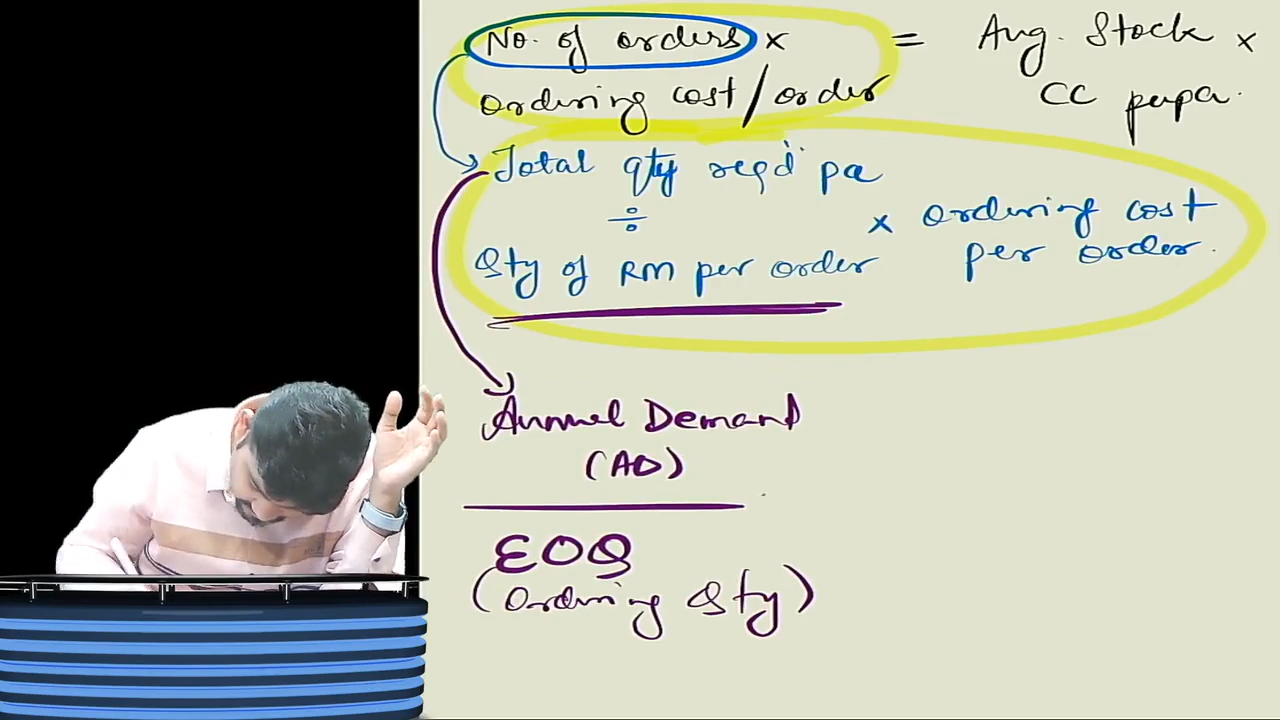 No. of orders x = Avg. Stock x
ordering cost/order CC pupa.
Total qty reqd pa
÷ x ordering cost
Qty of RM per order per order.
Annual Demand
(AD)
EOQ
(Ordering Qty)